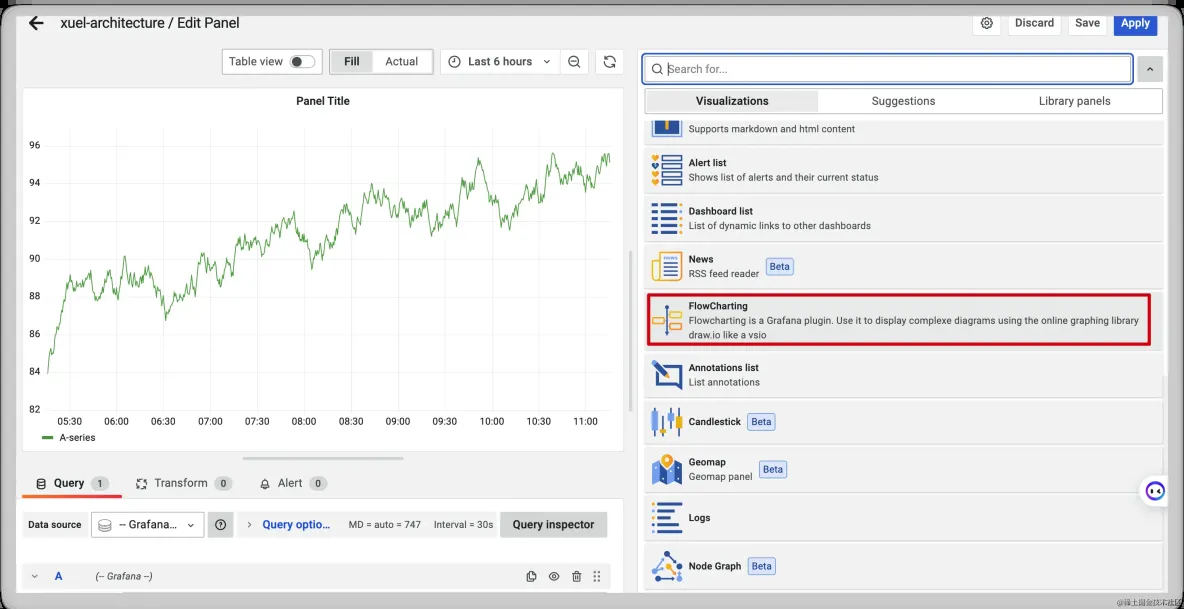 xuel-architecture / Edit Panel
Discard
Save
Apply
Table view
Fill
Actual
Last 6 hours
Search for...
Visualizations
Suggestions
Library panels
Panel Title
96
94
92
90
88
86
84
82
05:30
06:00
06:30
07:00
07:30
08:00
08:30
09:00
09:30
10:00
10:30
11:00
A-series
Supports markdown and html content
Alert list
Shows list of alerts and their current status
Dashboard list
List of dynamic links to other dashboards
News
RSS feed reader
Beta
FlowCharting
Flowcharting is a Grafana plugin. Use it to display complexe diagrams using the online graphing library
draw.io like a vsio
Annotations list
List annotations
Candlestick
Beta
Geomap
Geomap panel
Beta
Logs
Node Graph
Beta
Query
1
Transform
0
Alert
0
Data source
-- Grafana...
Query optio...
MD = auto = 747
Interval = 30s
Query inspector
A
(-- Grafana --)
@稀土掘金技术社区